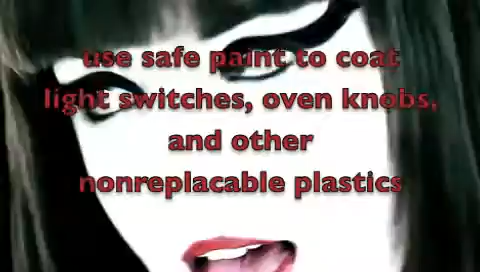 use safe paint to coat
light switches, oven knobs,
and other
nonreplacable plastics